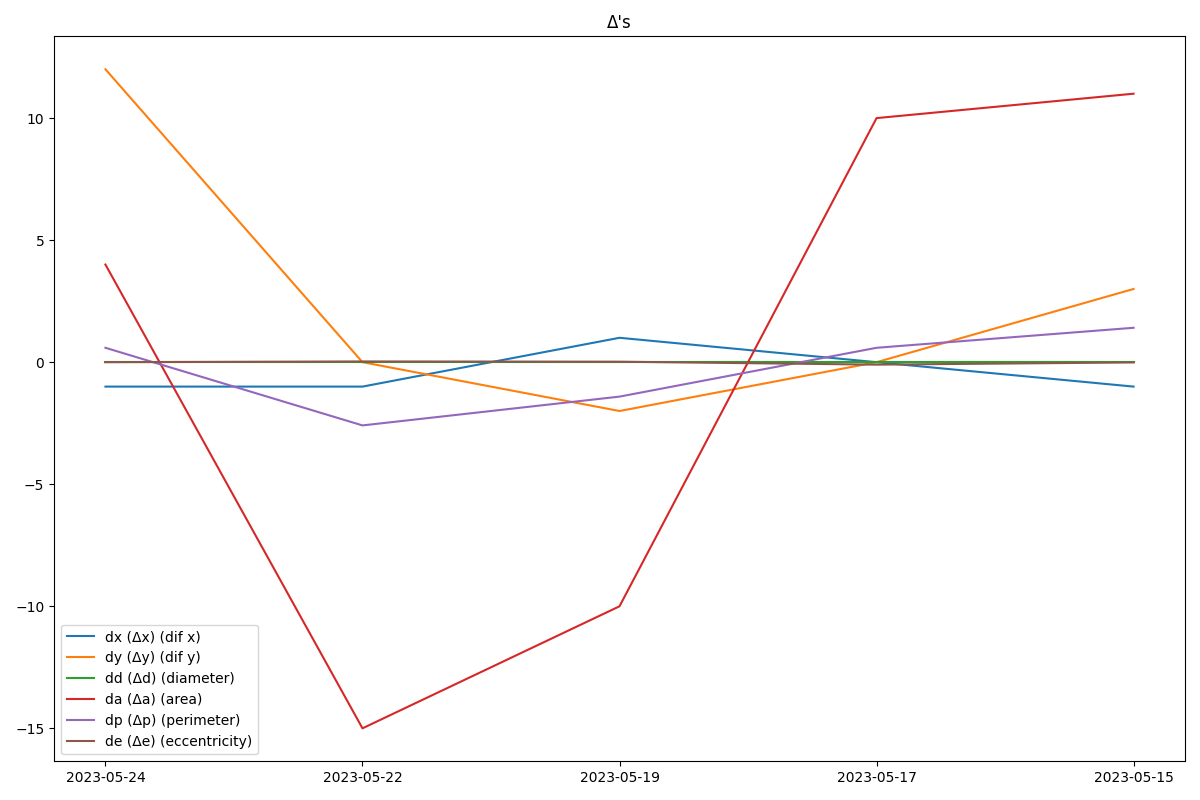 Δ's
10
5
0
−5
−10
−15
dx (Δx) (dif x)
dy (Δy) (dif y)
dd (Δd) (diameter)
da (Δa) (area)
dp (Δp) (perimeter)
de (Δe) (eccentricity)
2023-05-24 2023-05-22 2023-05-19 2023-05-17 2023-05-15